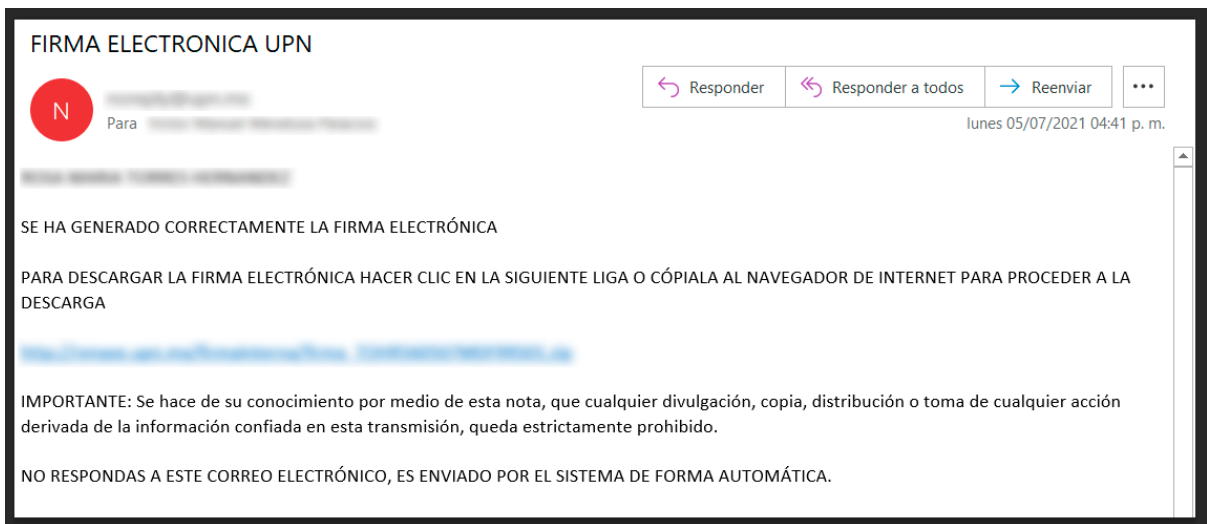 FIRMA ELECTRONICA UPN
Responder
Responder a todos
Reenviar
N
Para
lunes 05/07/2021 04:41 p. m.
SE HA GENERADO CORRECTAMENTE LA FIRMA ELECTRÓNICA
PARA DESCARGAR LA FIRMA ELECTRÓNICA HACER CLIC EN LA SIGUIENTE LIGA O CÓPIALA AL NAVEGADOR DE INTERNET PARA PROCEDER A LA
DESCARGA
IMPORTANTE: Se hace de su conocimiento por medio de esta nota, que cualquier divulgación, copia, distribución o toma de cualquier acción
derivada de la información confiada en esta transmisión, queda estrictamente prohibido.
NO RESPONDAS A ESTE CORREO ELECTRÓNICO, ES ENVIADO POR EL SISTEMA DE FORMA AUTOMÁTICA.